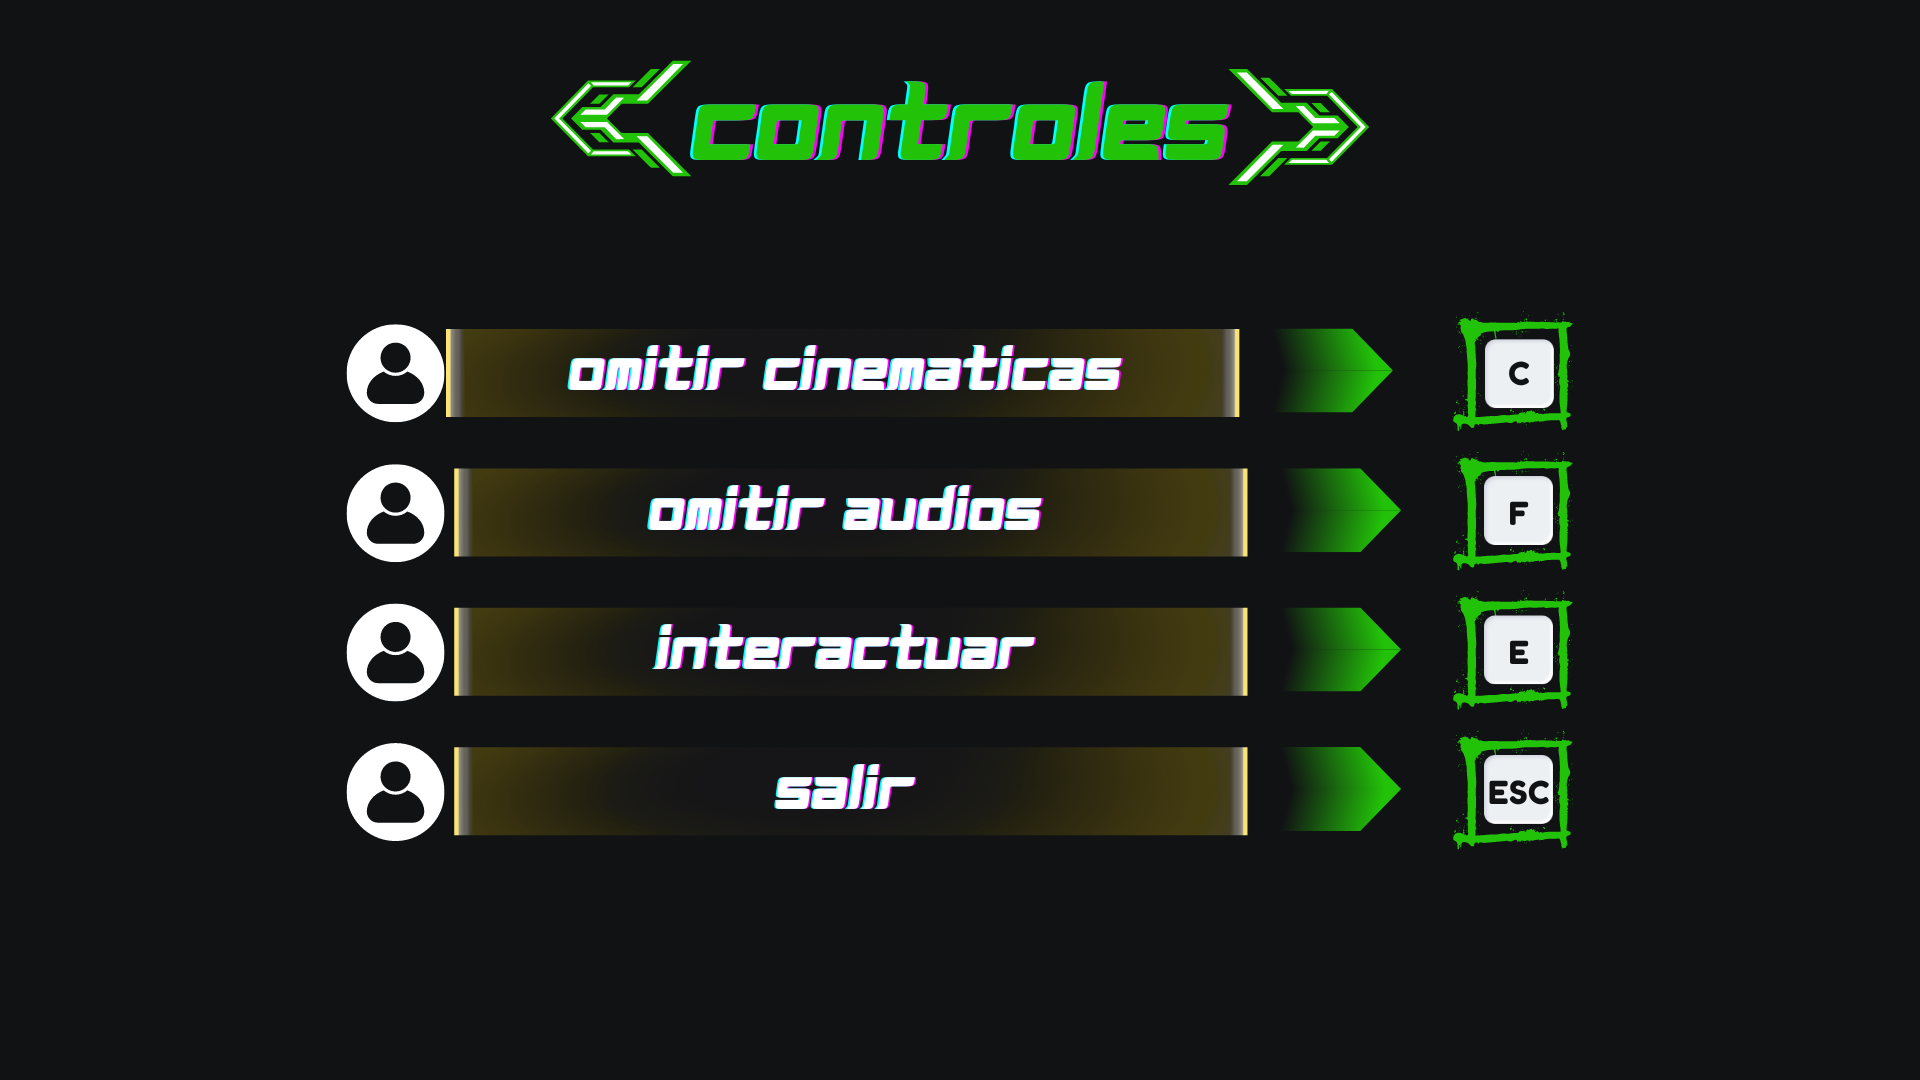 controles
omitir cinematicas
C
omitir audios
F
interactuar
E
salir
ESC